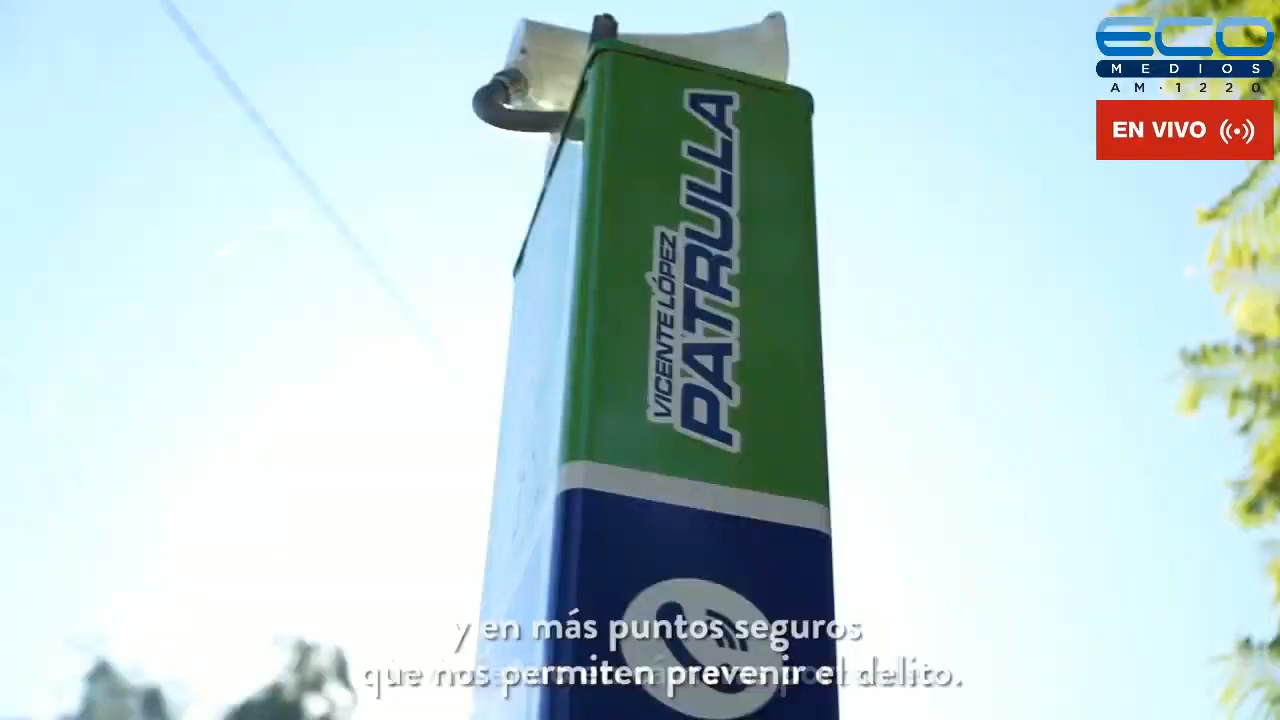 ECO
MEDIOS
AM·1220
EN VIVO
VICENTE LÓPEZ
PATRULLA
y en más puntos seguros
que nos permiten prevenir el delito.